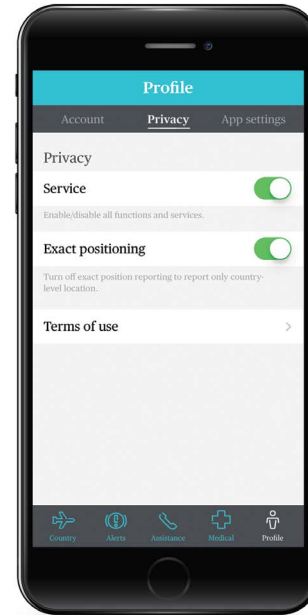 Profile
Account Privacy App settings
Privacy
Service
Enable/disable all functions and services.
Exact positioning
Turn off exact position reporting to report only country-
level location.
Terms of use
Country Alerts Assistance Medical Profile